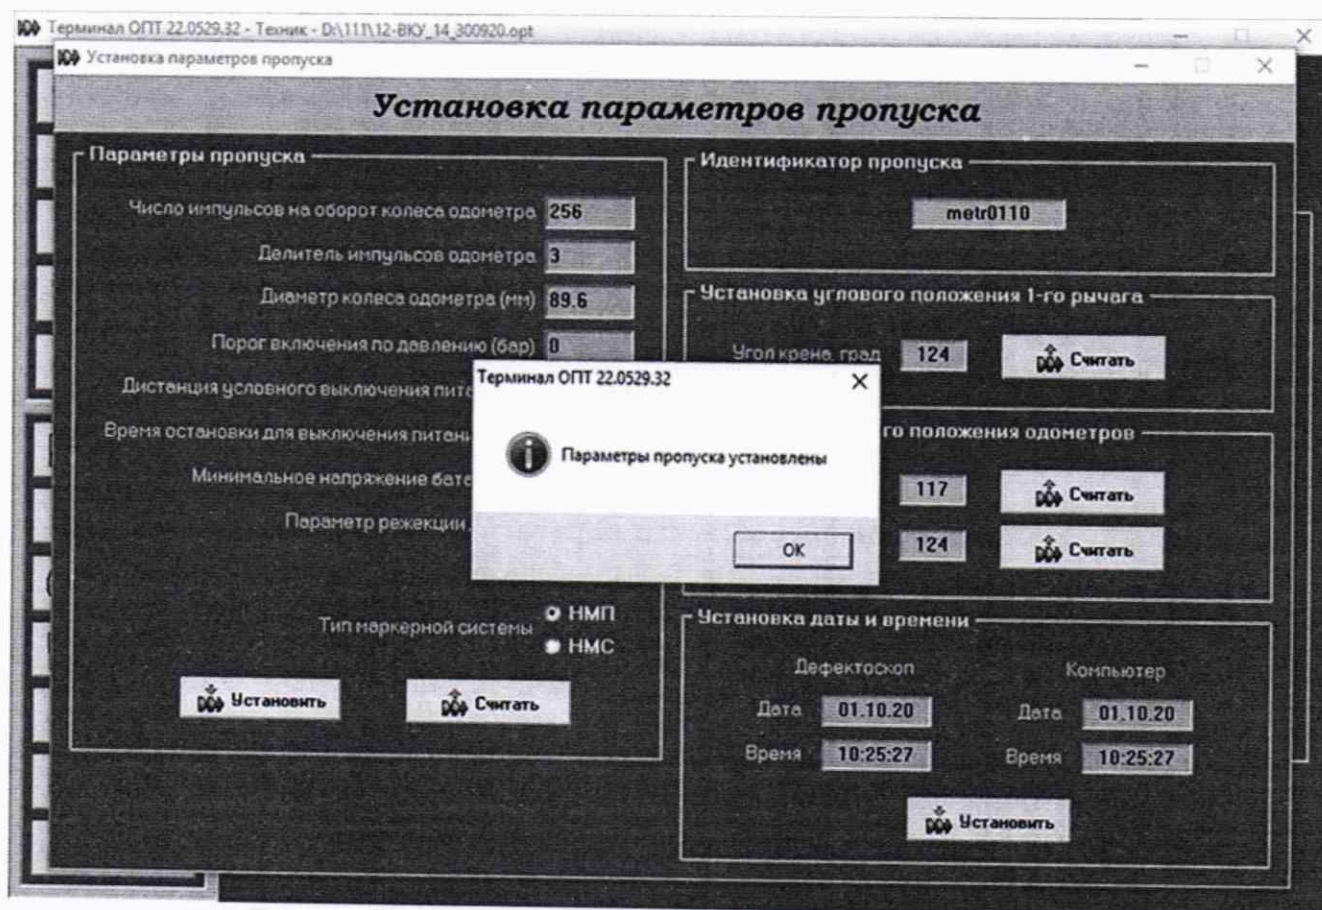 Терминал ОПТ 22.0529.32 - Техник - D:\111\12-ВКУ_14_300920.opt
Установка параметров пропуска
Установка параметров пропуска
Параметры пропуска
Число импульсов на оборот колеса одометра 256
Делитель импульсов одометра 3
Диаметр колеса одометра (мм) 89.6
Порог включения по давлению (бар) 0
Дистанция условного выключения пита
Время остановки для выключения питани
Минимальное напряжение бата
Параметр режекции
Тип маркерной системы
НМП
НМС
Установить
Считать
Идентификатор пропуска
metr0110
Установка углового положения 1-го рычага
Угол крена, град 124 Считать
го положения одометров
117 Считать
124 Считать
Установка даты и времени
Дефектоскоп Компьютер
Дата 01.10.20 Дата 01.10.20
Время 10:25:27 Время 10:25:27
Установить
Терминал ОПТ 22.0529.32
Параметры пропуска установлены
OK